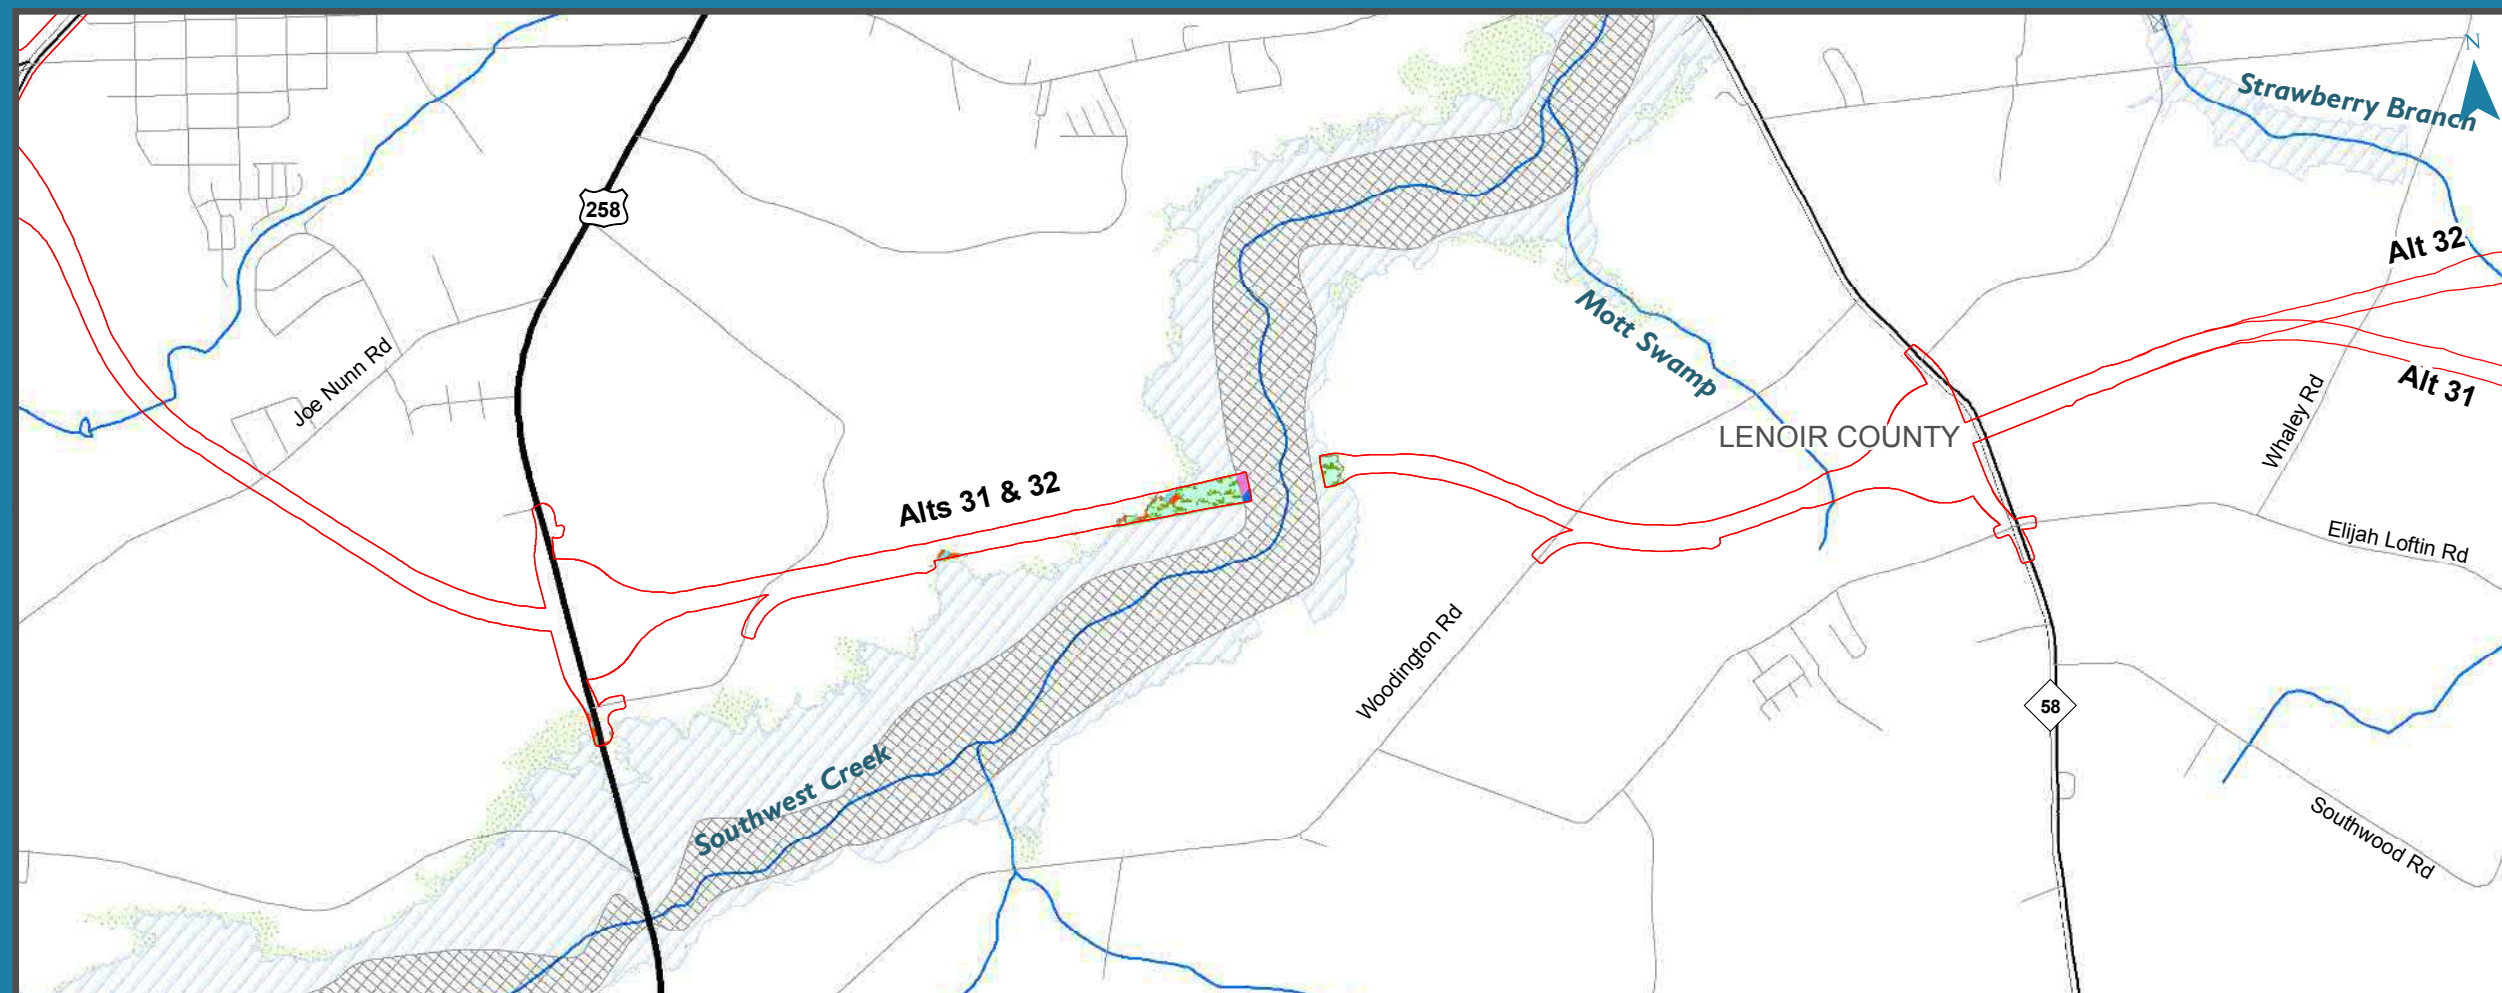 N
Strawberry Branch
258
Alt 32
Mott Swamp
Joe Nunn Rd
Alt 31
Whaley Rd
LENOIR COUNTY
Alts 31 & 32
Elijah Loftin Rd
Woodington Rd
58
Southwest Creek
Southwood Rd